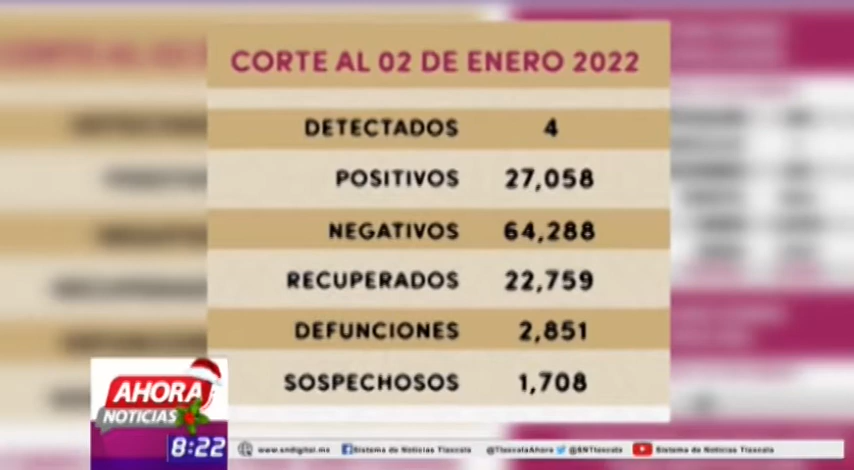 CORTE AL 02 DE ENERO 2022
DETECTADOS 4
POSITIVOS 27,058
NEGATIVOS 64,288
RECUPERADOS 22,759
DEFUNCIONES 2,851
SOSPECHOSOS 1,708
AHORA
NOTICIAS
8:22 www.sndigital.mx Sistema de Noticias Tlaxcala @TlaxcalaAhora @SNTlaxcala Sistema de Noticias Tlaxcala